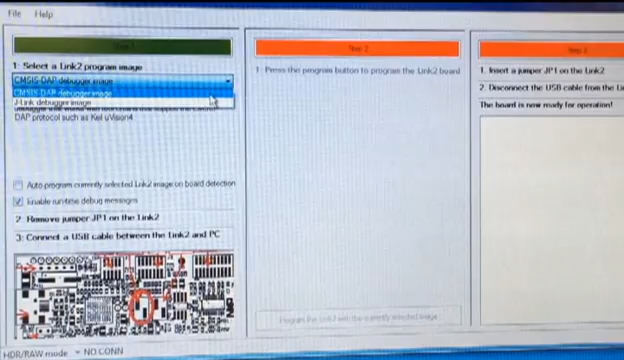 File Help
Step 1
1: Select a Link2 program image
CMSIS-DAP debugger image
CMSIS-DAP debugger image
J-Link debugger image
DAP protocol such as Keil uVision4
Auto program currently selected Link2 image on board detection
Enable run-time debug messages
2: Remove jumper JP1 on the Link2
3: Connect a USB cable between the Link2 and PC
HDR/RAW mode NO CONN
Step 2
1: Press the program button to program the Link2 board
Program the Link2 with the currently selected image
Step 3
1. Insert a jumper JP1 on the Link2
2. Disconnect the USB cable from the
The board is now ready for operation!